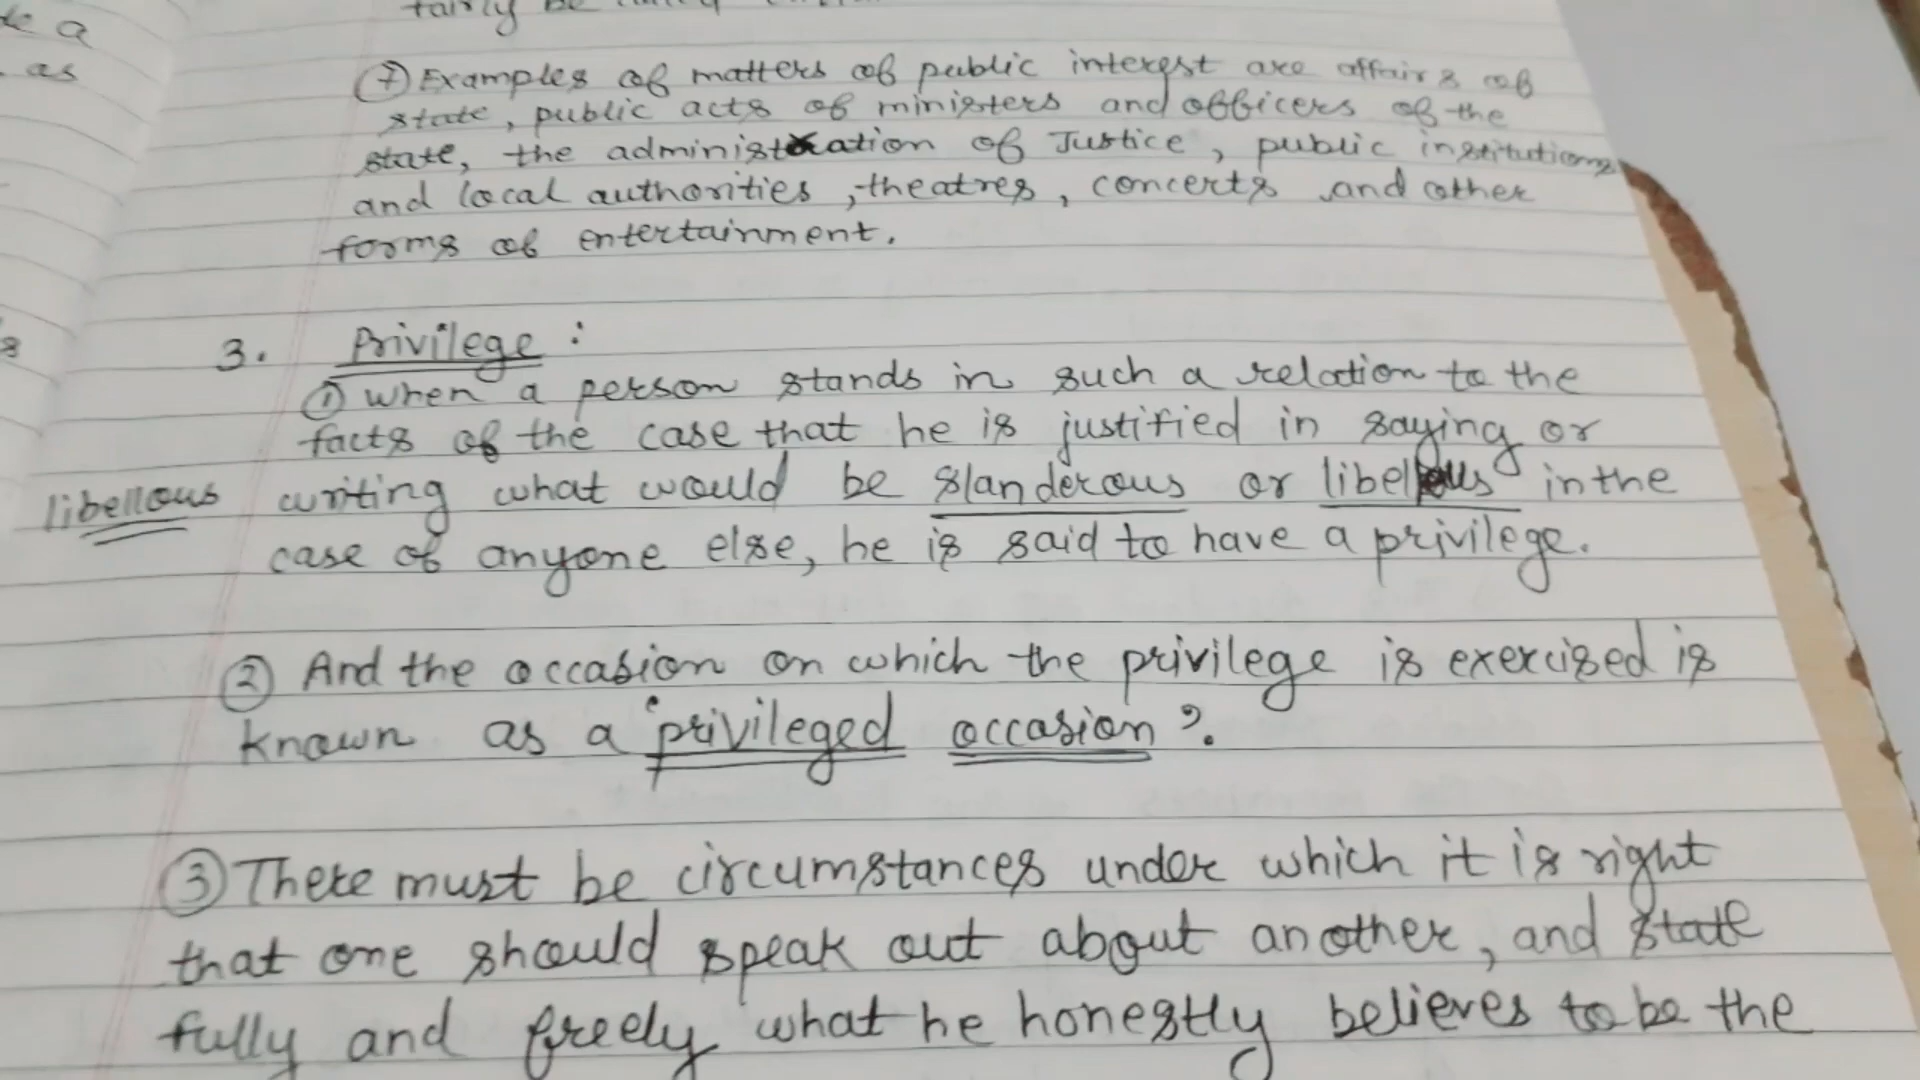 fairly be
te a
as
⑦ Examples of matters of public interest are affairs of
state, public acts of ministers and officers of the
state, the administration of Justice, public institutions
and local authorities, theatres, concerts and other
forms of entertainment.
3. Privilege :
① when a person stands in such a relation to the
facts of the case that he is justified in saying or
libellous writing what would be slanderous or libellous in the
case of anyone else, he is said to have a privilege.
② And the occasion on which the privilege is exercised is
known as a 'privileged occasion'.
③ There must be circumstances under which it is right
that one should speak out about another, and state
fully and freely what he honestly believes to be the